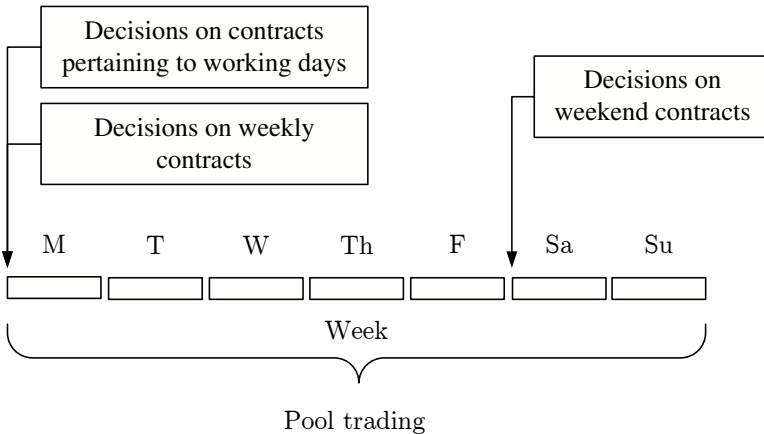 Decisions on contracts
pertaining to working days
Decisions on weekly
contracts
Decisions on
weekend contracts
M T W Th F Sa Su
Week
Pool trading